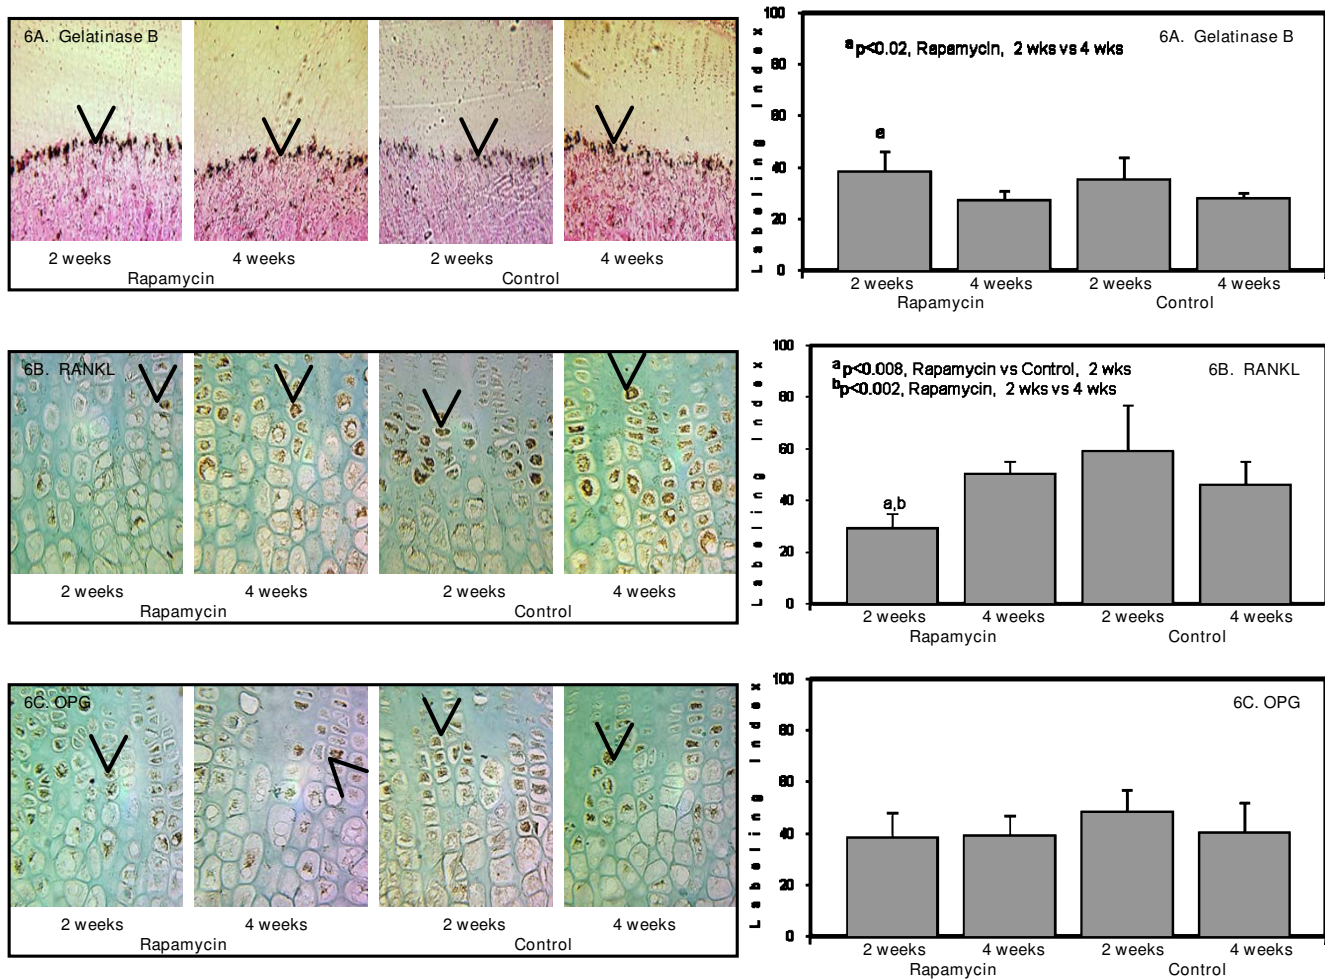 6A. Gelatinase B
2 weeks 4 weeks 2 weeks 4 weeks
Rapamycin Control
Labeling Index
100
80
60
40
20
0
a p<0.02, Rapamycin, 2 wks vs 4 wks
6A. Gelatinase B
a
2 weeks 4 weeks 2 weeks 4 weeks
Rapamycin Control
6B. RANKL
2 weeks 4 weeks 2 weeks 4 weeks
Rapamycin Control
Labeling Index
100
80
60
40
20
0
a p<0.008, Rapamycin vs Control, 2 wks
b p<0.002, Rapamycin, 2 wks vs 4 wks
6B. RANKL
a,b
2 weeks 4 weeks 2 weeks 4 weeks
Rapamycin Control
6C. OPG
2 weeks 4 weeks 2 weeks 4 weeks
Rapamycin Control
Labeling Index
100
80
60
40
20
0
6C. OPG
2 weeks 4 weeks 2 weeks 4 weeks
Rapamycin Control